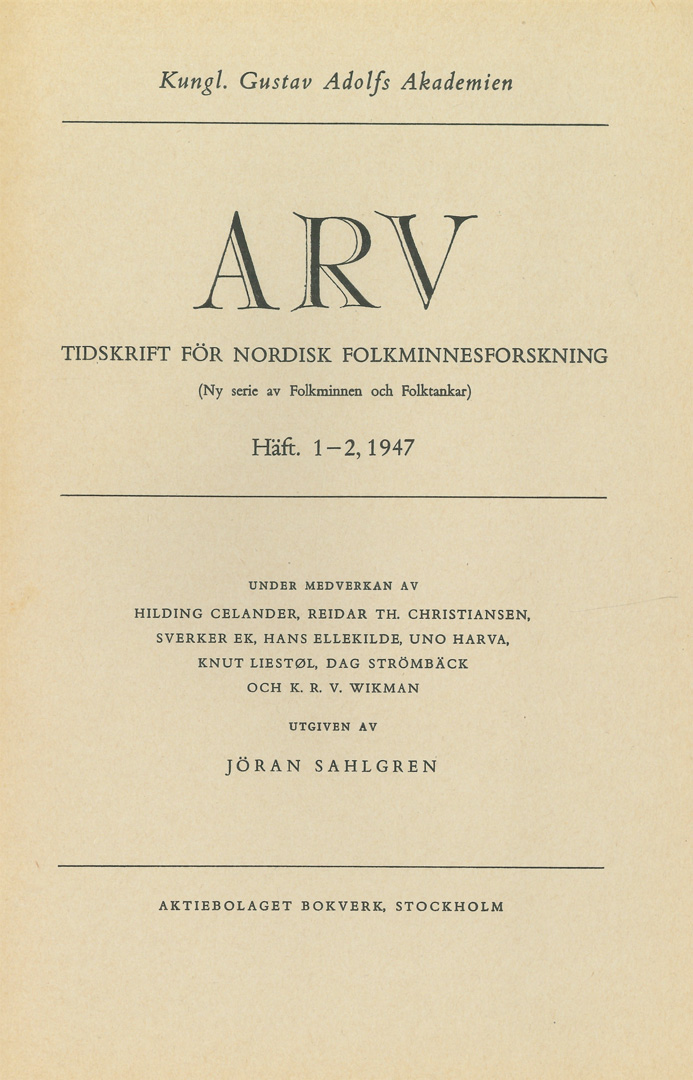 Kungl. Gustav Adolfs Akademien
ARV
TIDSKRIFT FÖR NORDISK FOLKMINNESFORSKNING
(Ny serie av Folkminnen och Folktankar)
Häft. 1–2, 1947
UNDER MEDVERKAN AV
HILDING CELANDER, REIDAR TH. CHRISTIANSEN,
SVERKER EK, HANS ELLEKILDE, UNO HARVA,
KNUT LIESTØL, DAG STRÖMBÄCK
OCH K. R. V. WIKMAN
UTGIVEN AV
JÖRAN SAHLGREN
AKTIEBOLAGET BOKVERK, STOCKHOLM